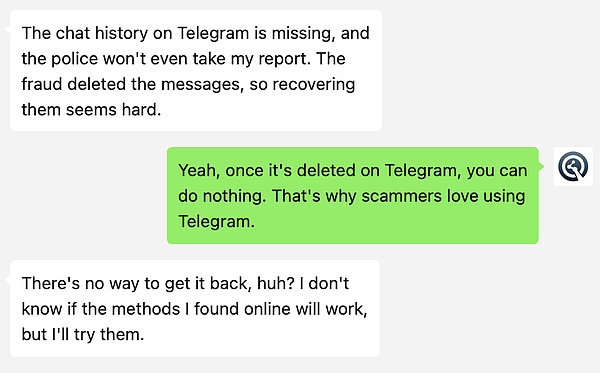 The chat history on Telegram is missing, and
the police won't even take my report. The
fraud deleted the messages, so recovering
them seems hard.
Yeah, once it's deleted on Telegram, you can
do nothing. That's why scammers love using
Telegram.
There's no way to get it back, huh? I don't
know if the methods I found online will work,
but I'll try them.